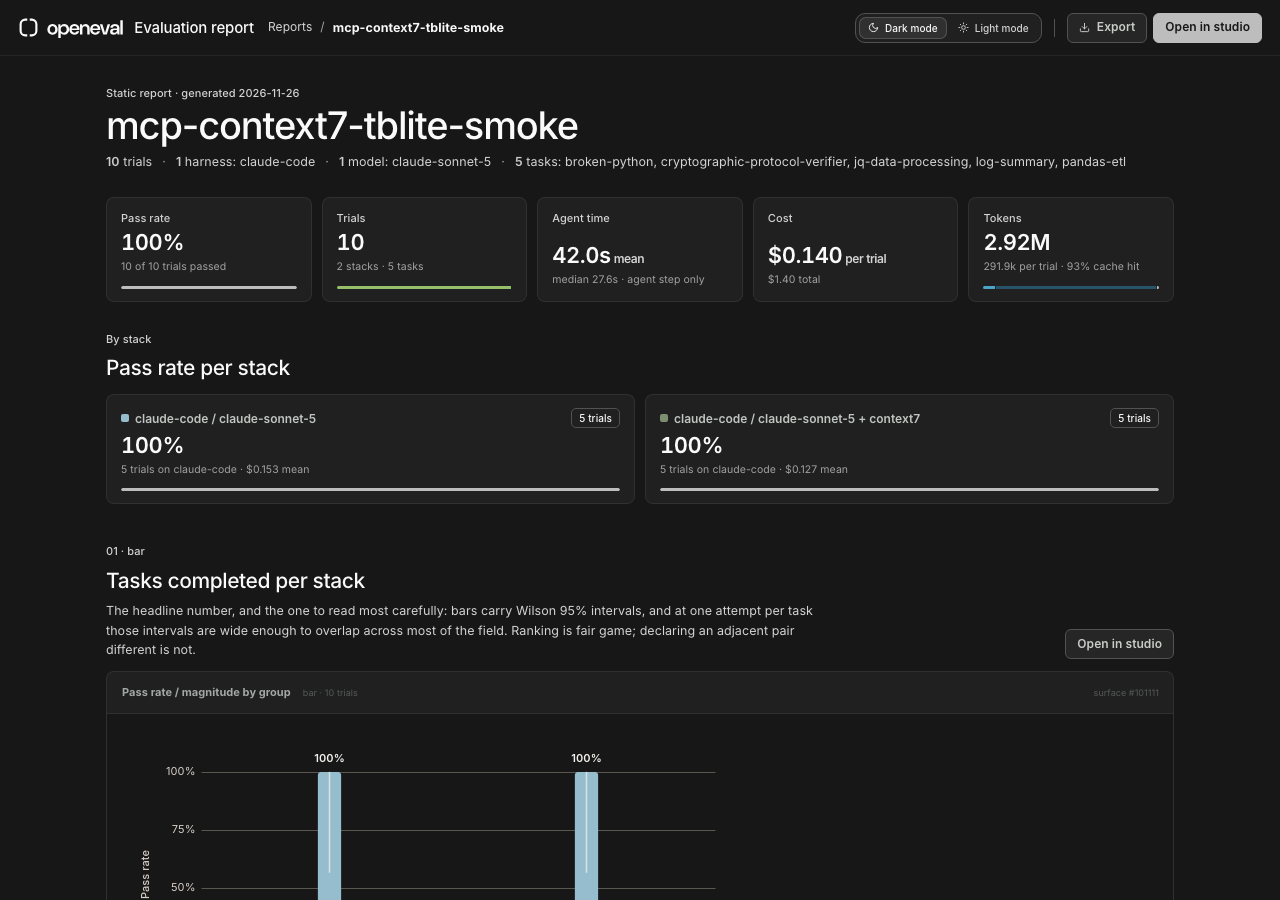 openeval Evaluation report Reports / mcp-context7-tblite-smoke Dark mode Light mode Export Open in studio
Static report · generated 2026-11-26
mcp-context7-tblite-smoke
10 trials · 1 harness: claude-code · 1 model: claude-sonnet-5 · 5 tasks: broken-python, cryptographic-protocol-verifier, jq-data-processing, log-summary, pandas-etl
Pass rate
100%
10 of 10 trials passed
Trials
10
2 stacks · 5 tasks
Agent time
42.0s mean
median 27.6s · agent step only
Cost
$0.140 per trial
$1.40 total
Tokens
2.92M
291.9k per trial · 93% cache hit
By stack
Pass rate per stack
claude-code / claude-sonnet-5 5 trials
100%
5 trials on claude-code · $0.153 mean
claude-code / claude-sonnet-5 + context7 5 trials
100%
5 trials on claude-code · $0.127 mean
01 · bar
Tasks completed per stack
The headline number, and the one to read most carefully: bars carry Wilson 95% intervals, and at one attempt per task
those intervals are wide enough to overlap across most of the field. Ranking is fair game; declaring an adjacent pair
different is not.
Open in studio
Pass rate / magnitude by group bar · 10 trials surface #101111
100% 100%
100%
75%
50%
Pass rate